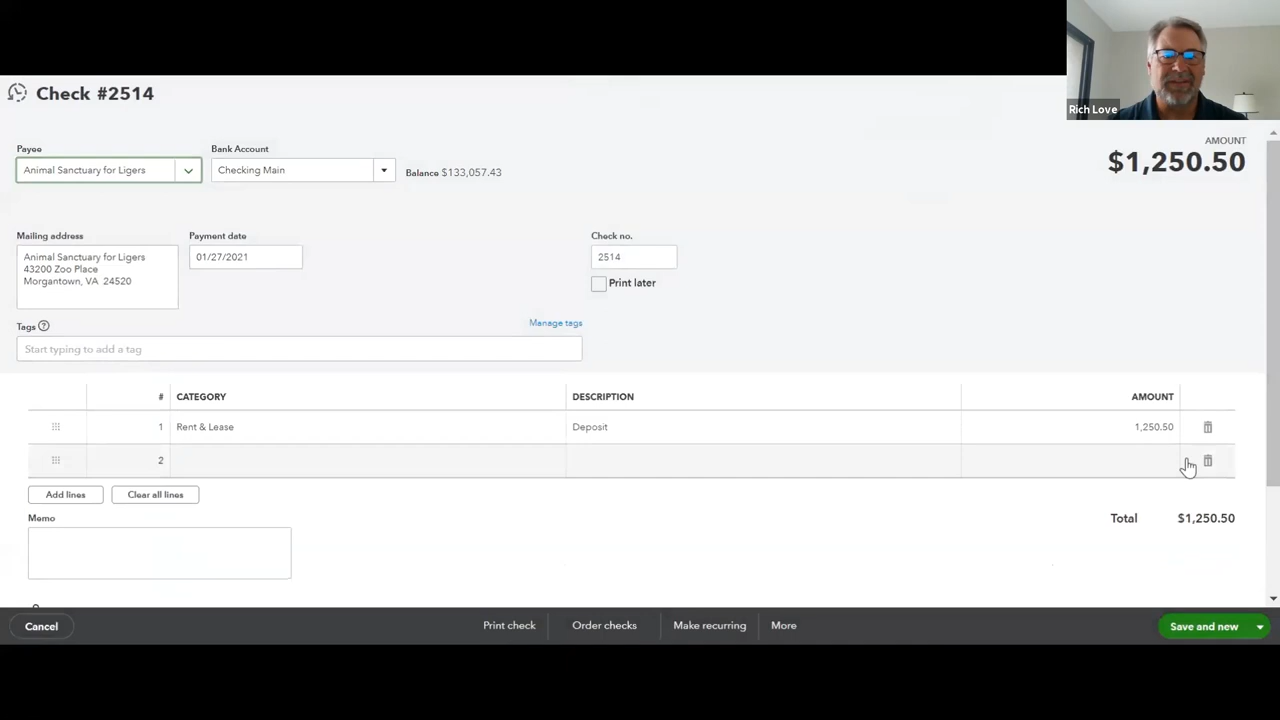 Rich Love
Check #2514
Payee
Bank Account
AMOUNT
Animal Sanctuary for Ligers
Checking Main
Balance $133,057.43
$1,250.50
Mailing address
Payment date
Check no.
Animal Sanctuary for Ligers
43200 Zoo Place
Morgantown, VA 24520
01/27/2021
2514
Print later
Tags
Manage tags
Start typing to add a tag
# CATEGORY DESCRIPTION AMOUNT
1 Rent & Lease Deposit 1,250.50
2
Add lines
Clear all lines
Memo
Total $1,250.50
Cancel
Print check
Order checks
Make recurring
More
Save and new